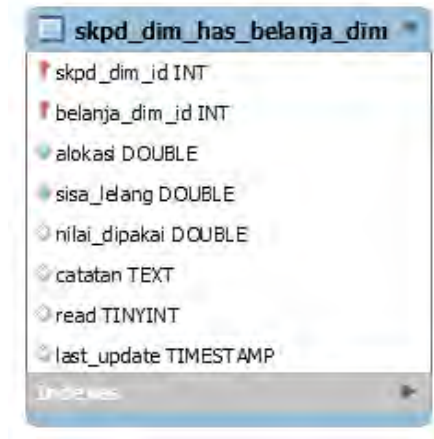 skpd_dim_has_belanja_dim
skpd_dim_id INT
belanja_dim_id INT
alokasi DOUBLE
sisa_lelang DOUBLE
nilai_dipakai DOUBLE
catatan TEXT
read TINYINT
last_update TIMESTAMP
Indexes